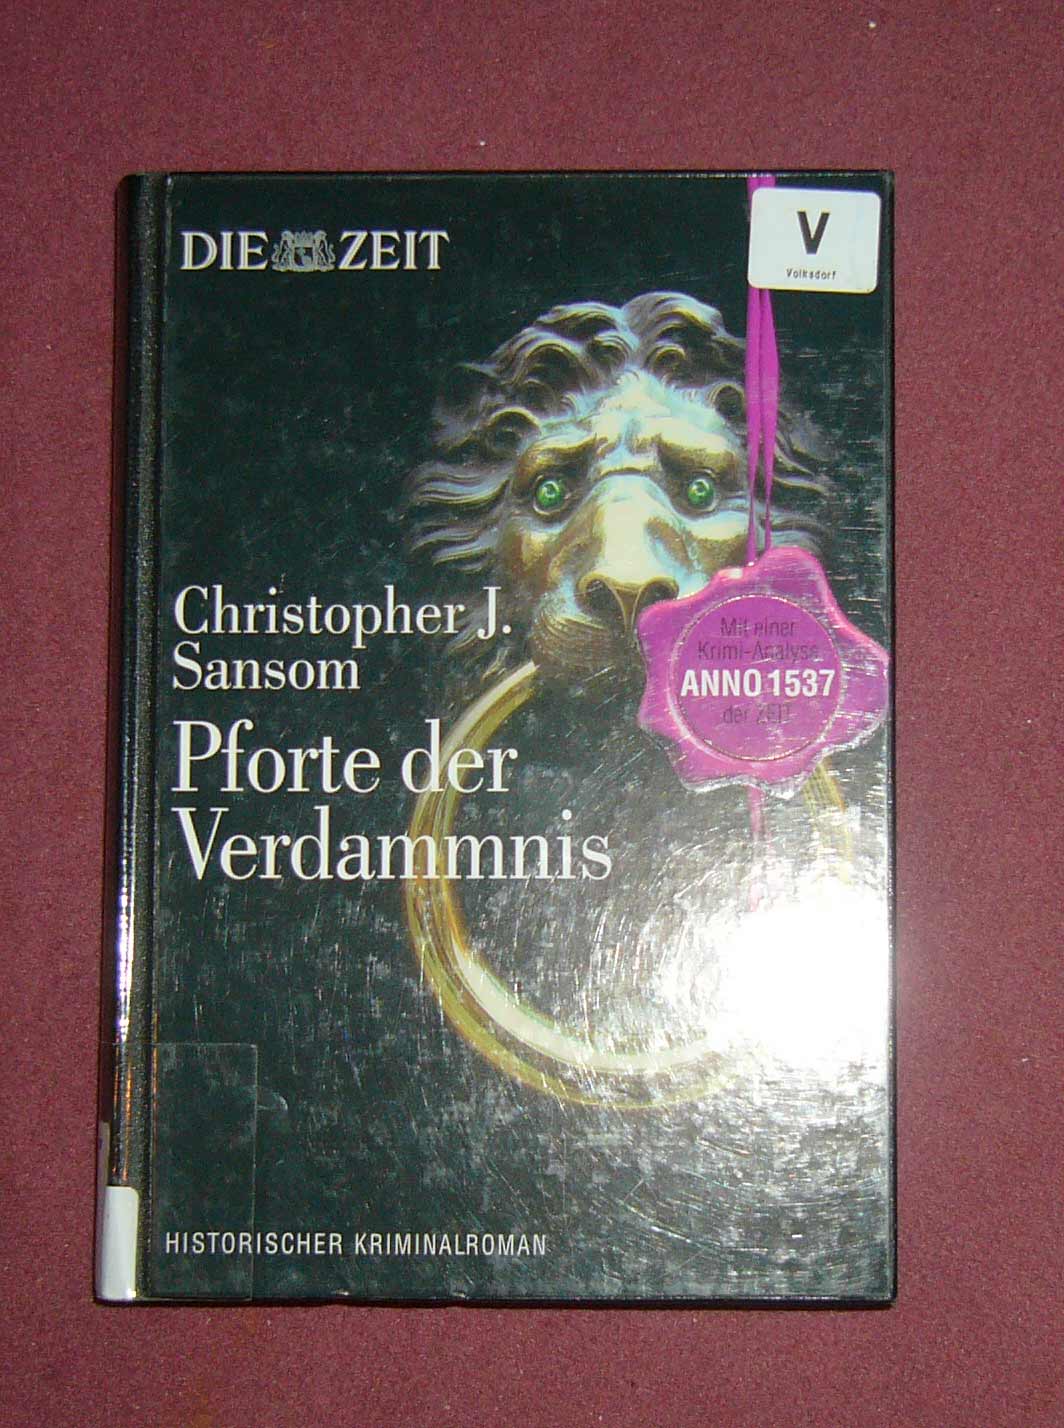 DIE ZEIT
V
Volksdorf
Christopher J.
Sansom
Mit einer
Krimi-Analyse
ANNO 1537
der ZEIT
Pforte der
Verdammnis
HISTORISCHER KRIMINALROMAN